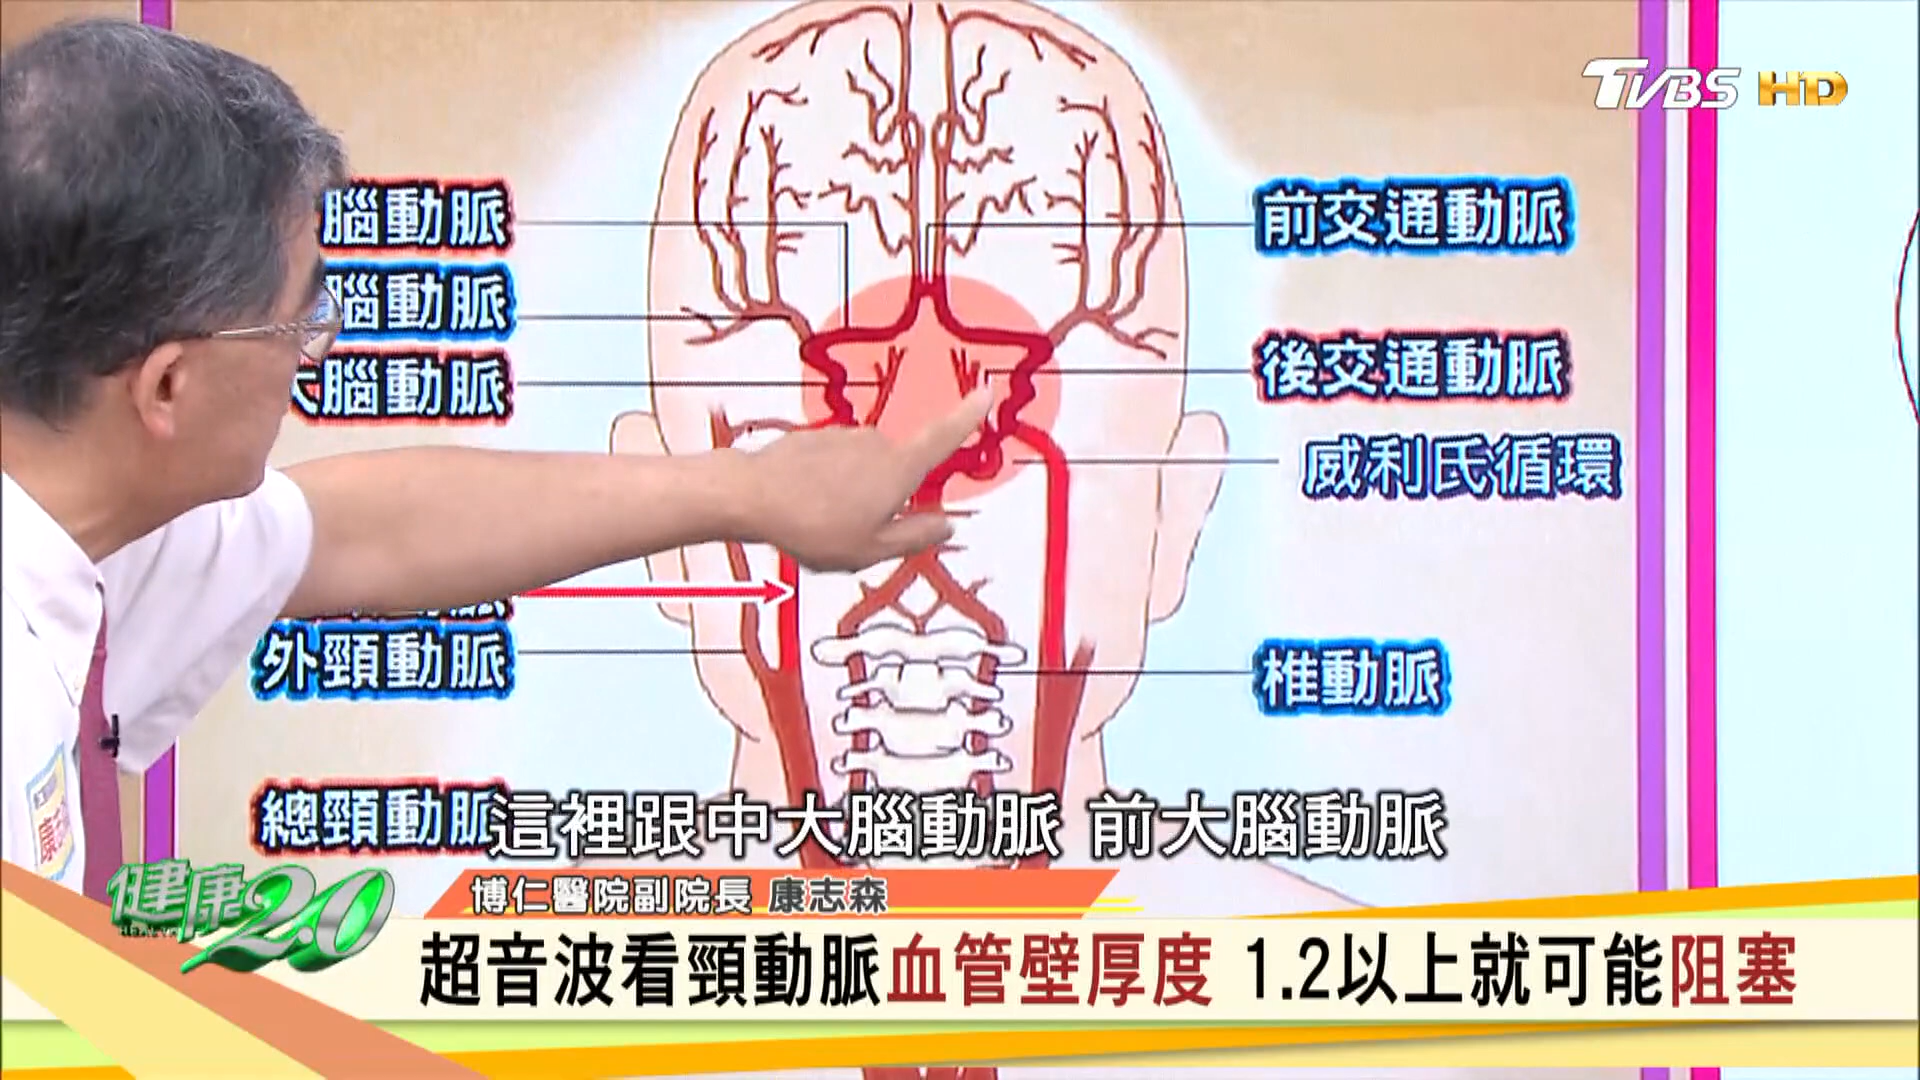 TVBS HD
腦動脈
前交通動脈
腦動脈
大腦動脈
後交通動脈
威利氏循環
外頸動脈
椎動脈
總頸動脈
這裡跟中大腦動脈 前大腦動脈
健康2.0
HEALTH
博仁醫院副院長 康志森
超音波看頸動脈血管壁厚度 1.2以上就可能阻塞